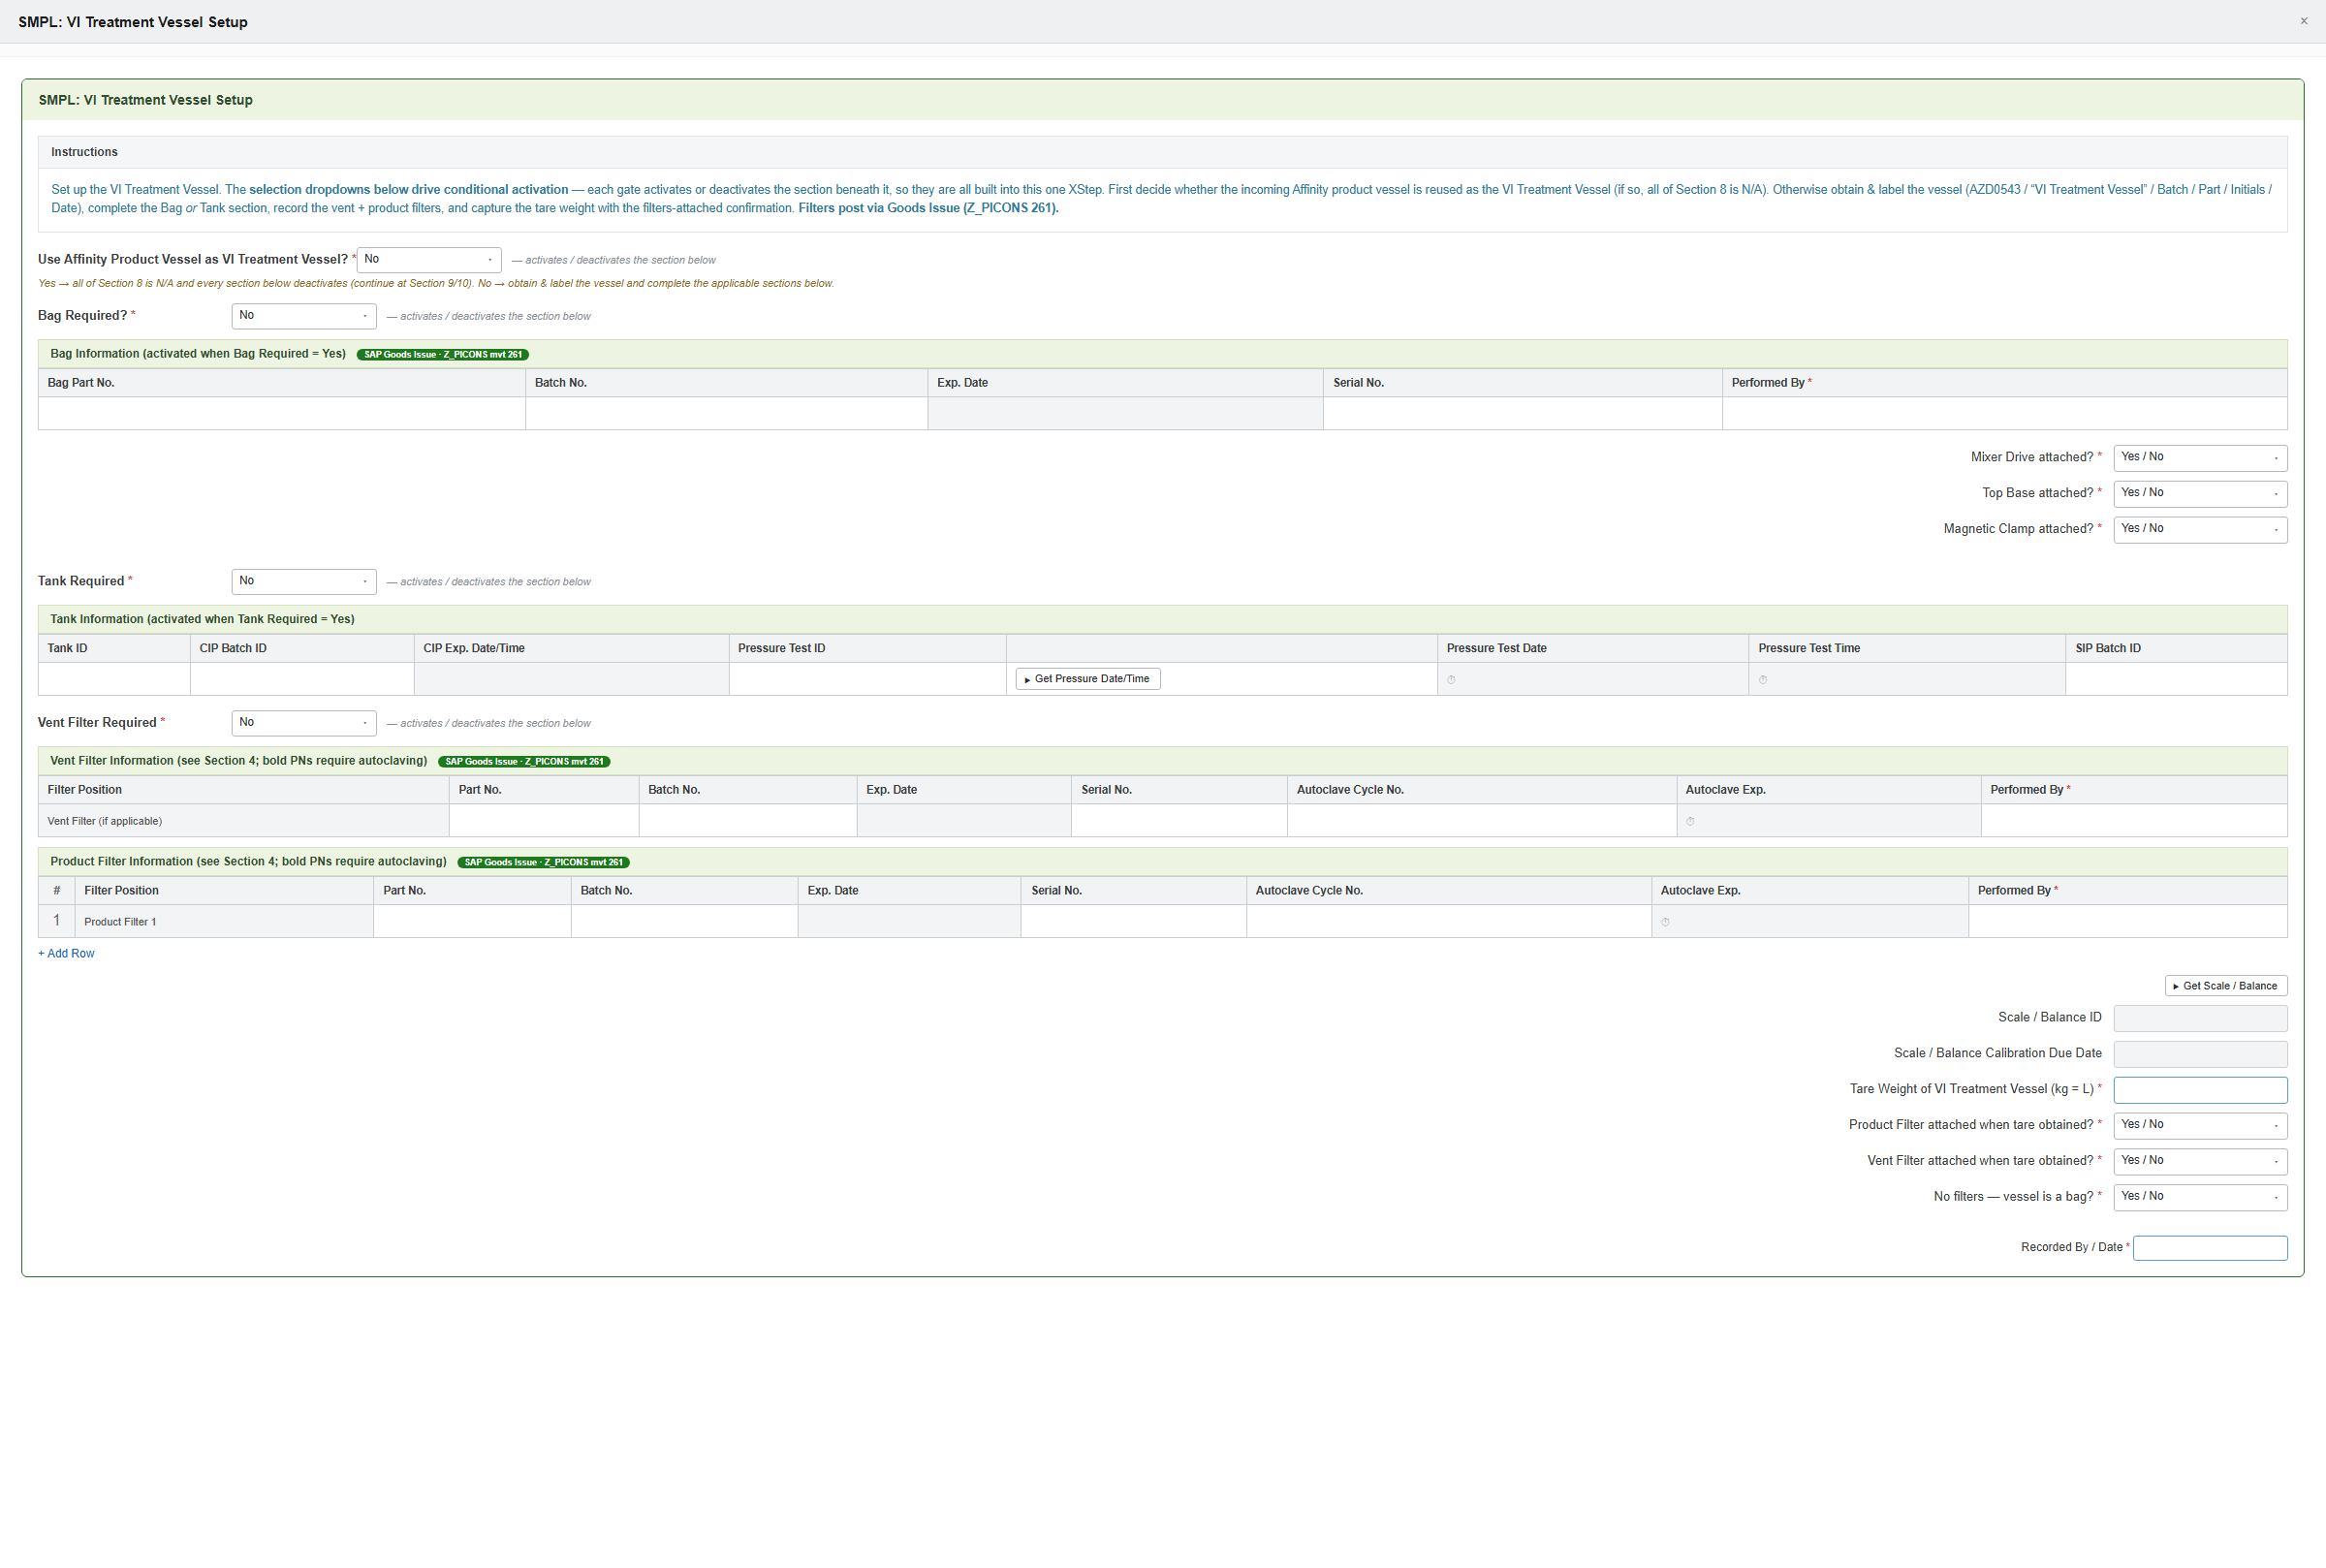 SMPL: VI Treatment Vessel Setup ×
SMPL: VI Treatment Vessel Setup
Instructions
Set up the VI Treatment Vessel. The selection dropdowns below drive conditional activation — each gate activates or deactivates the section beneath it, so they are all built into this one XStep. First decide whether the incoming Affinity product vessel is reused as the VI Treatment Vessel (if so, all of Section 8 is N/A). Otherwise obtain & label the vessel (AZD0543 / “VI Treatment Vessel” / Batch / Part / Initials /
Date), complete the Bag or Tank section, record the vent + product filters, and capture the tare weight with the filters-attached confirmation. Filters post via Goods Issue (Z_PICONS 261).
Use Affinity Product Vessel as VI Treatment Vessel? * No — activates / deactivates the section below
Yes → all of Section 8 is N/A and every section below deactivates (continue at Section 9/10). No → obtain & label the vessel and complete the applicable sections below.
Bag Required? * No — activates / deactivates the section below
Bag Information (activated when Bag Required = Yes) SAP Goods Issue · Z_PICONS mvt 261
Bag Part No. Batch No. Exp. Date Serial No. Performed By *
Mixer Drive attached? * Yes / No
Top Base attached? * Yes / No
Magnetic Clamp attached? * Yes / No
Tank Required * No — activates / deactivates the section below
Tank Information (activated when Tank Required = Yes)
Tank ID CIP Batch ID CIP Exp. Date/Time Pressure Test ID Pressure Test Date Pressure Test Time SIP Batch ID
▸ Get Pressure Date/Time
Vent Filter Required * No — activates / deactivates the section below
Vent Filter Information (see Section 4; bold PNs require autoclaving) SAP Goods Issue · Z_PICONS mvt 261
Filter Position Part No. Batch No. Exp. Date Serial No. Autoclave Cycle No. Autoclave Exp. Performed By *
Vent Filter (if applicable)
Product Filter Information (see Section 4; bold PNs require autoclaving) SAP Goods Issue · Z_PICONS mvt 261
# Filter Position Part No. Batch No. Exp. Date Serial No. Autoclave Cycle No. Autoclave Exp. Performed By *
1 Product Filter 1
+ Add Row
▸ Get Scale / Balance
Scale / Balance ID
Scale / Balance Calibration Due Date
Tare Weight of VI Treatment Vessel (kg = L) *
Product Filter attached when tare obtained? * Yes / No
Vent Filter attached when tare obtained? * Yes / No
No filters — vessel is a bag? * Yes / No
Recorded By / Date *